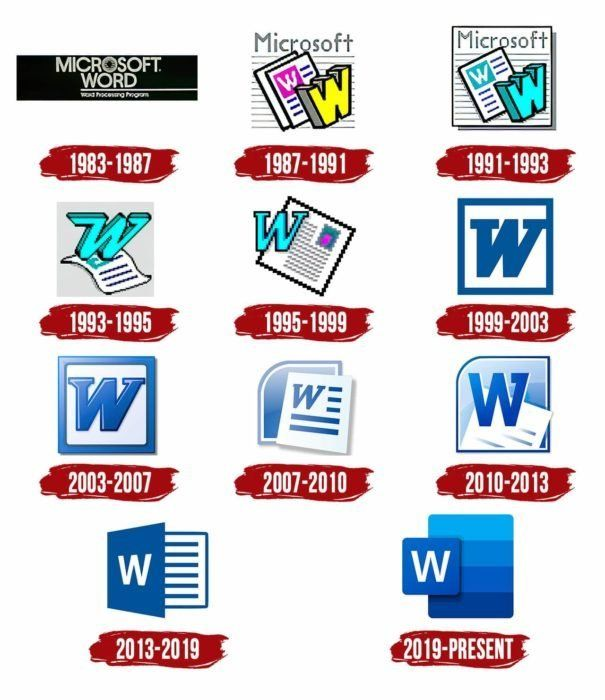 MICROSOFT
WORD
Word Processing Program
Microsoft
W
W
Microsoft
W
W
1983-1987
1987-1991
1991-1993
W
W
W
1993-1995
1995-1999
1999-2003
W
W
W
2003-2007
2007-2010
2010-2013
W
W
2013-2019
2019-PRESENT